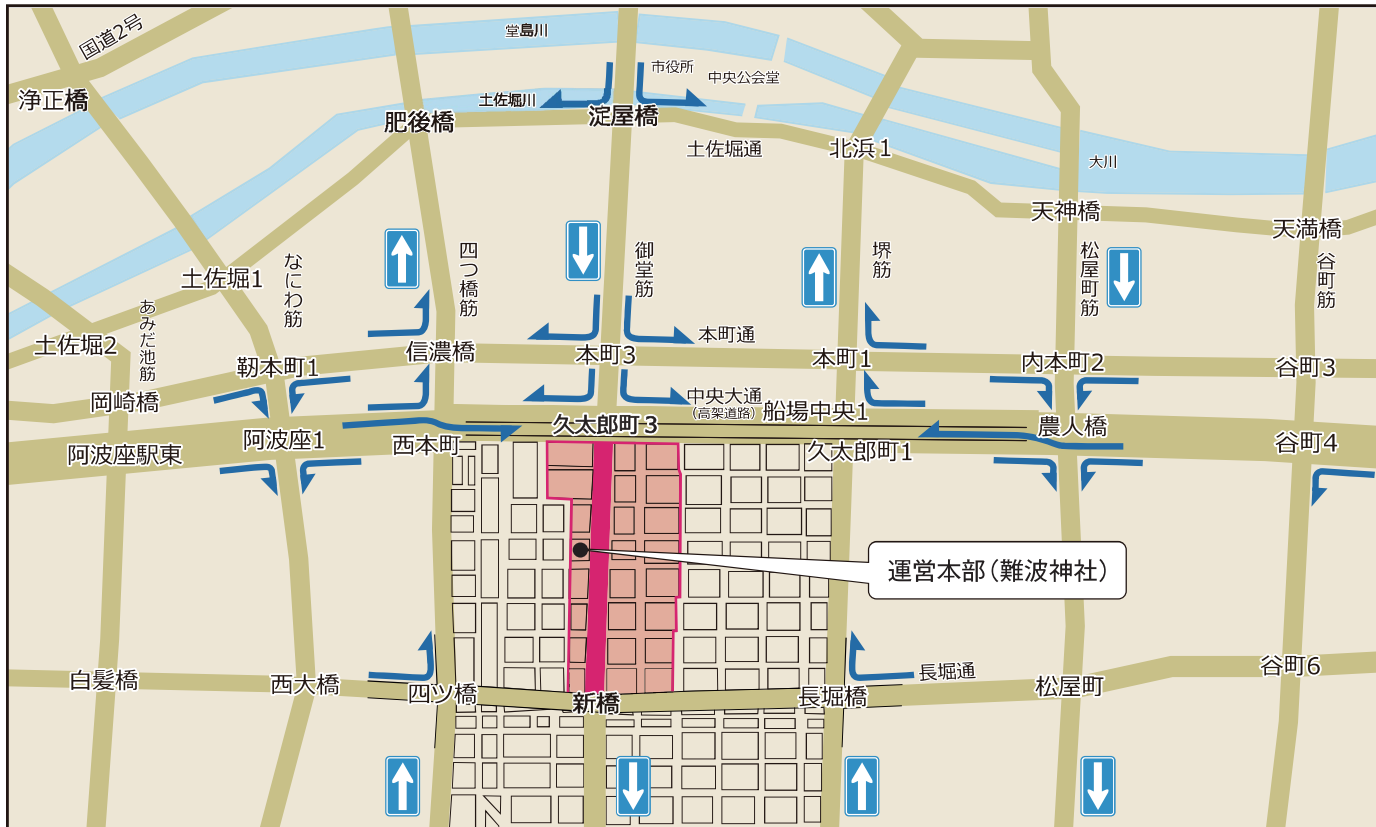 国道2号
堂島川
市役所
中央公会堂
浄正橋
土佐堀川
肥後橋
淀屋橋
土佐堀通
北浜1
大川
天神橋
天満橋
なにわ筋
四つ橋筋
御堂筋
堺筋
松屋町筋
谷町筋
土佐堀1
あみだ池筋
土佐堀2
本町通
靭本町1
信濃橋
本町3
本町1
内本町2
谷町3
岡崎橋
中央大通
(高架道路)
船場中央1
久太郎町3
農人橋
阿波座1
西本町
久太郎町1
谷町4
阿波座駅東
運営本部(難波神社)
白髪橋
西大橋
四ツ橋
新橋
長堀橋
長堀通
松屋町
谷町6